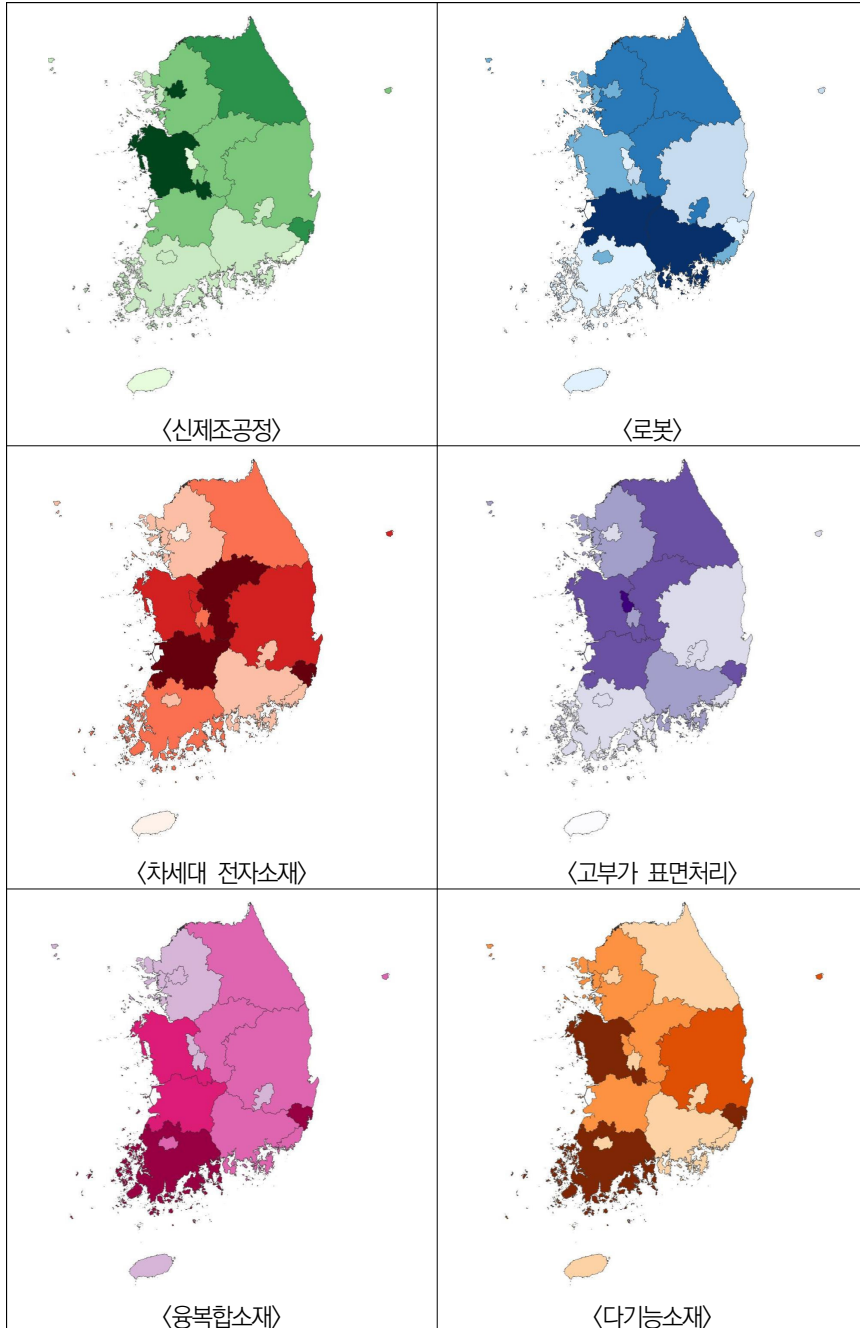 〈신제조공정〉
〈로봇〉
〈차세대 전자소재〉
〈고부가 표면처리〉
〈융복합소재〉
〈다기능소재〉